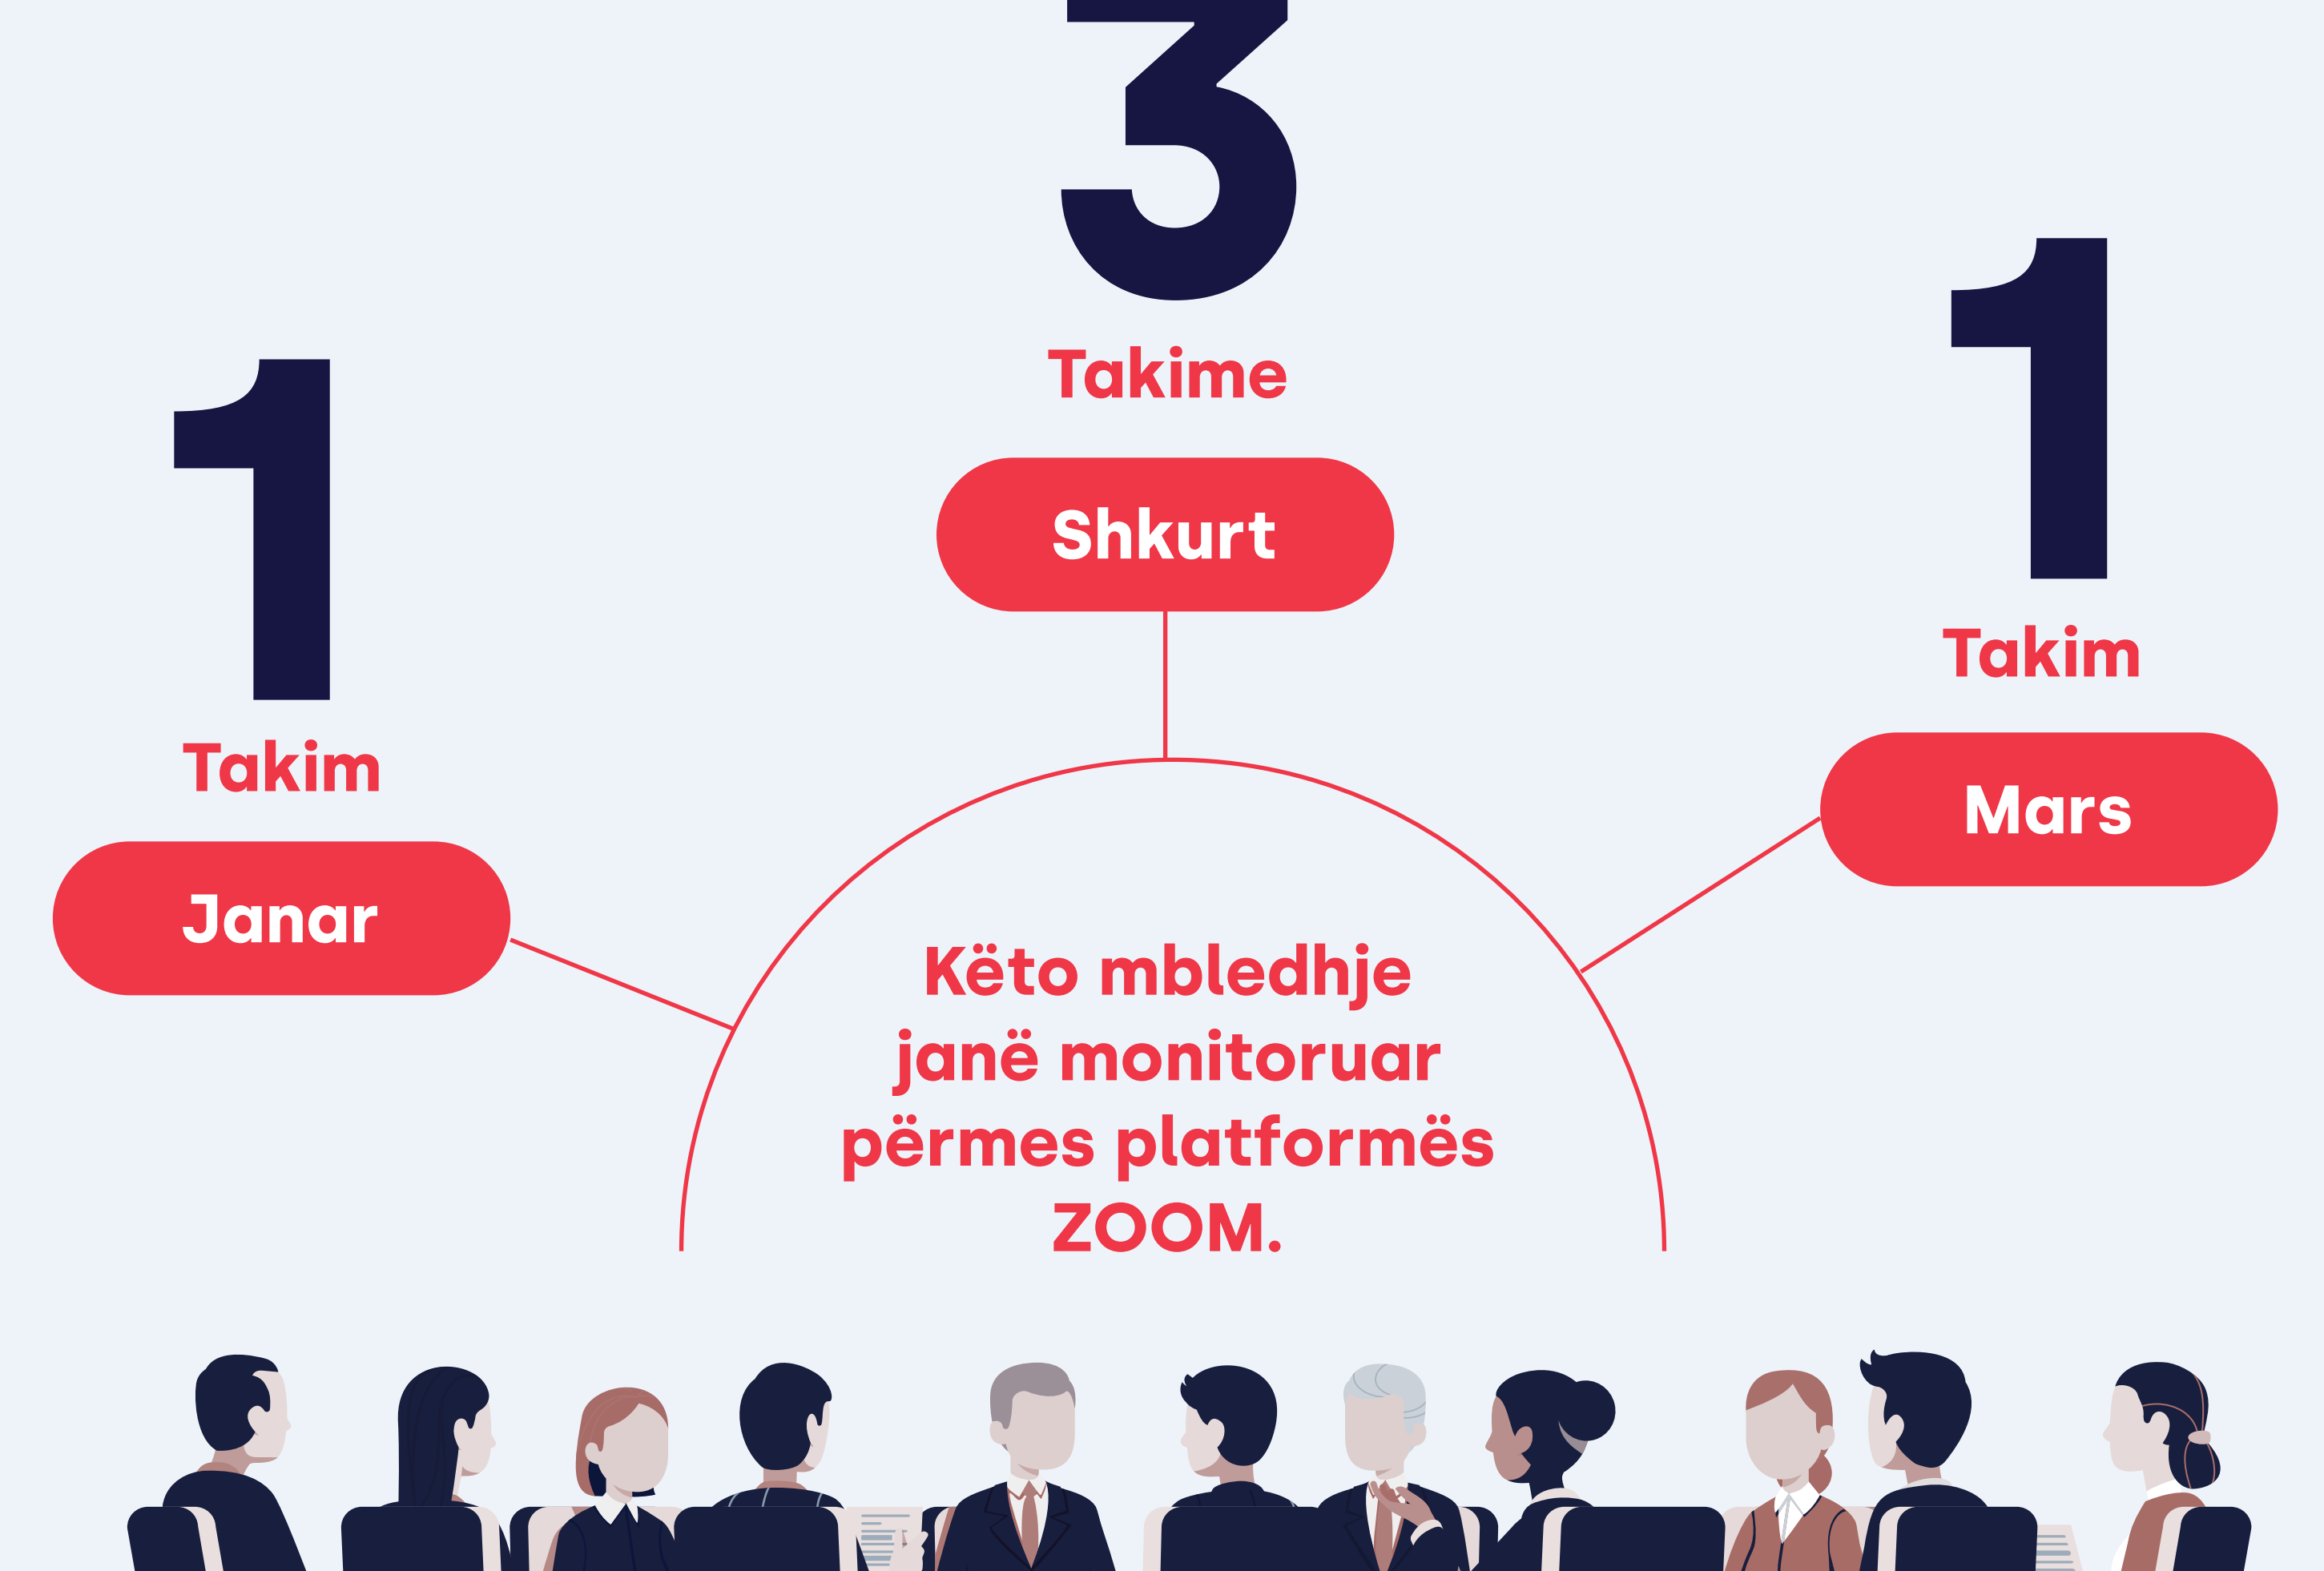 3
Takime
Shkurt
1
Takim
Janar
1
Takim
Mars
Këto mbledhje
janë monitoruar
përmes platformës
ZOOM.